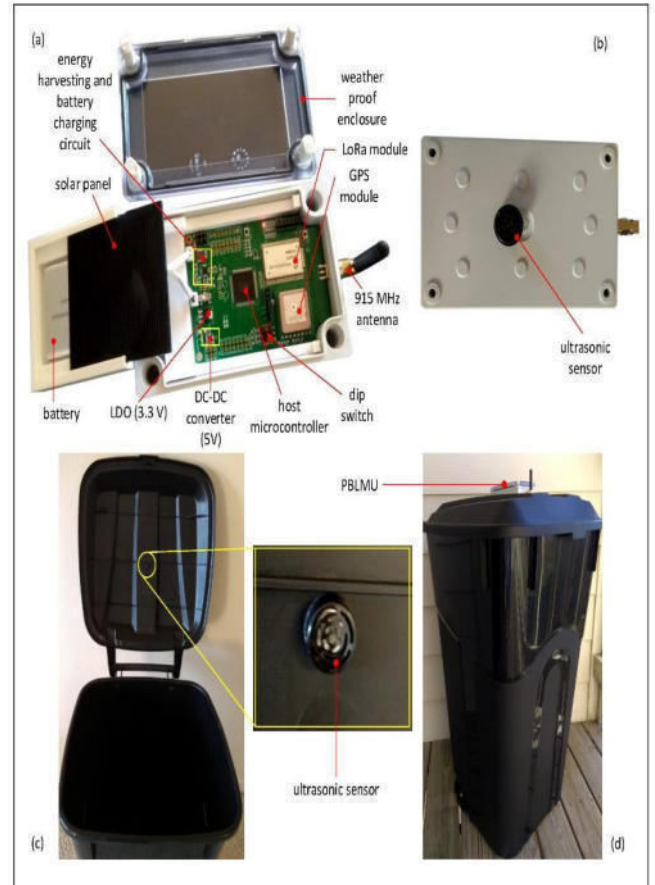 (a)
energy
harvesting and
battery
charging
circuit
solar panel
weather
proof
enclosure
LoRa module
GPS
module
915 MHz
antenna
battery
LDO (3.3 V)
DC-DC
converter
(5V)
host
microcontroller
dip
switch
(b)
ultrasonic
sensor
PBLMU
ultrasonic sensor
(c)
(d)